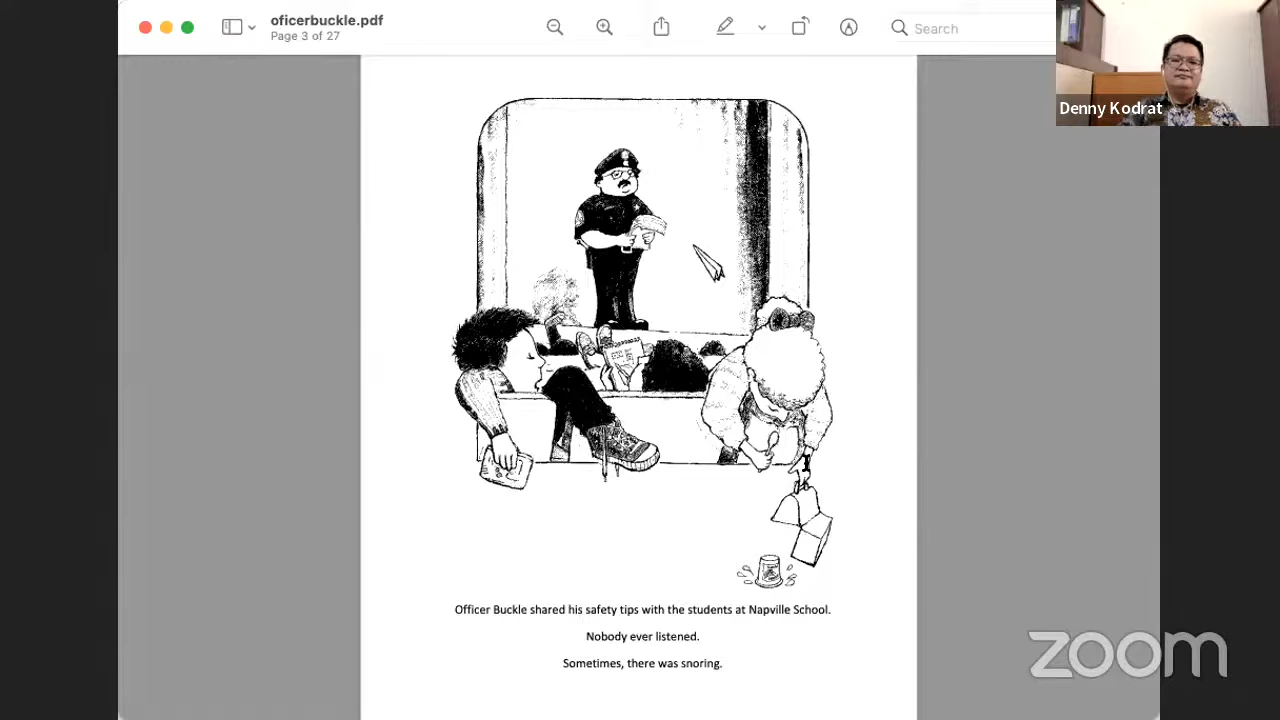 oficerbuckle.pdf
Page 3 of 27
Search
Denny Kodrat
Officer Buckle shared his safety tips with the students at Napville School.
Nobody ever listened.
Sometimes, there was snoring.
zoom